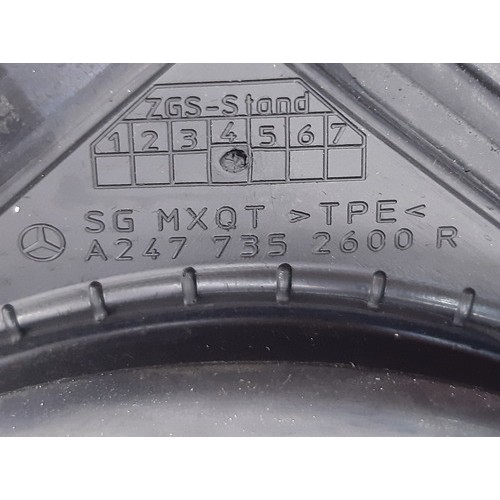 ZGS-Stand
1 2 3 4 5 6 7
SG MXQT >TPE<
A247 735 2600 R